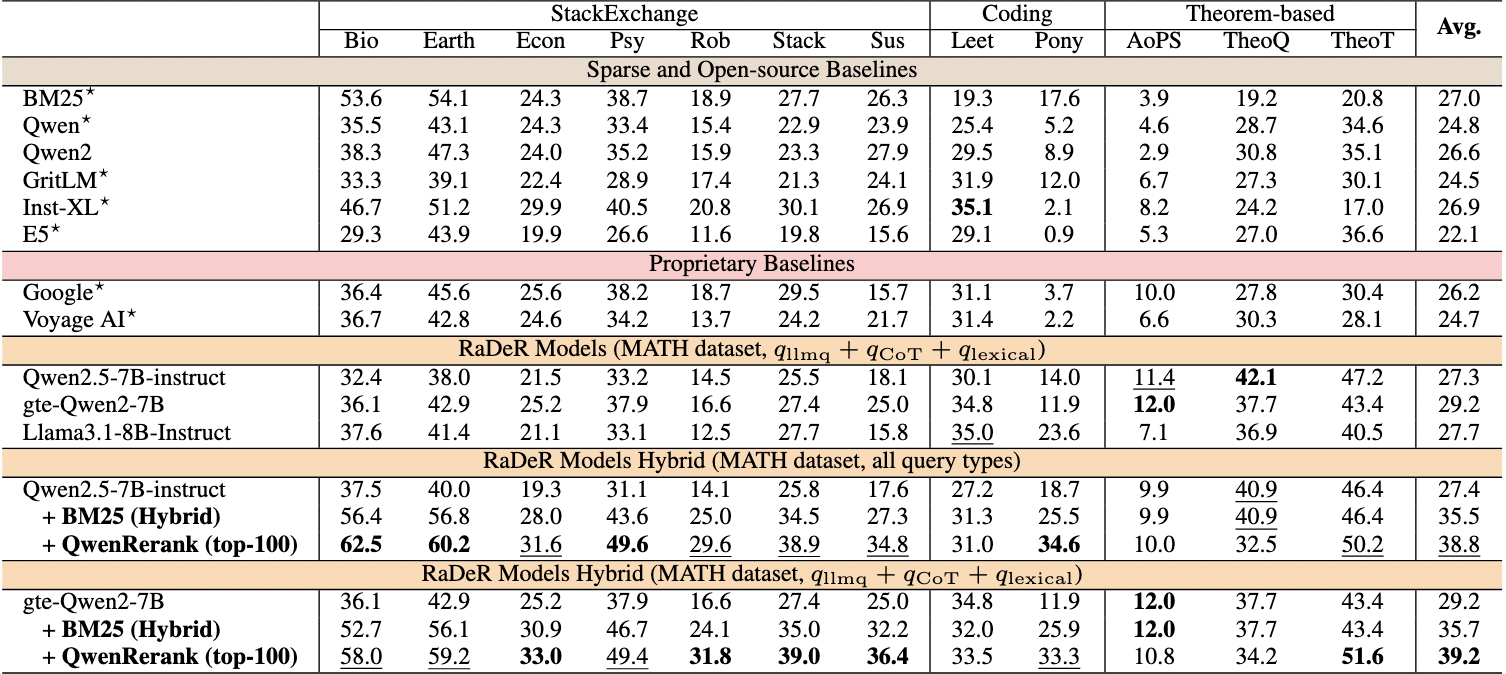 StackExchange Coding Theorem-based Avg.
Bio Earth Econ Psy Rob Stack Sus Leet Pony AoPS TheoQ TheoT
Sparse and Open-source Baselines
BM25⋆ 53.6 54.1 24.3 38.7 18.9 27.7 26.3 19.3 17.6 3.9 19.2 20.8 27.0
Qwen⋆ 35.5 43.1 24.3 33.4 15.4 22.9 23.9 25.4 5.2 4.6 28.7 34.6 24.8
Qwen2 38.3 47.3 24.0 35.2 15.9 23.3 27.9 29.5 8.9 2.9 30.8 35.1 26.6
GritLM⋆ 33.3 39.1 22.4 28.9 17.4 21.3 24.1 31.9 12.0 6.7 27.3 30.1 24.5
Inst-XL⋆ 46.7 51.2 29.9 40.5 20.8 30.1 26.9 35.1 2.1 8.2 24.2 17.0 26.9
E5⋆ 29.3 43.9 19.9 26.6 11.6 19.8 15.6 29.1 0.9 5.3 27.0 36.6 22.1
Proprietary Baselines
Google⋆ 36.4 45.6 25.6 38.2 18.7 29.5 15.7 31.1 3.7 10.0 27.8 30.4 26.2
Voyage AI⋆ 36.7 42.8 24.6 34.2 13.7 24.2 21.7 31.4 2.2 6.6 30.3 28.1 24.7
RaDeR Models (MATH dataset, qllmq + qCoT + qlexical)
Qwen2.5-7B-instruct 32.4 38.0 21.5 33.2 14.5 25.5 18.1 30.1 14.0 11.4 42.1 47.2 27.3
gte-Qwen2-7B 36.1 42.9 25.2 37.9 16.6 27.4 25.0 34.8 11.9 12.0 37.7 43.4 29.2
Llama3.1-8B-Instruct 37.6 41.4 21.1 33.1 12.5 27.7 15.8 35.0 23.6 7.1 36.9 40.5 27.7
RaDeR Models Hybrid (MATH dataset, all query types)
Qwen2.5-7B-instruct 37.5 40.0 19.3 31.1 14.1 25.8 17.6 27.2 18.7 9.9 40.9 46.4 27.4
+ BM25 (Hybrid) 56.4 56.8 28.0 43.6 25.0 34.5 27.3 31.3 25.5 9.9 40.9 46.4 35.5
+ QwenRerank (top-100) 62.5 60.2 31.6 49.6 29.6 38.9 34.8 31.0 34.6 10.0 32.5 50.2 38.8
RaDeR Models Hybrid (MATH dataset, qllmq + qCoT + qlexical)
gte-Qwen2-7B 36.1 42.9 25.2 37.9 16.6 27.4 25.0 34.8 11.9 12.0 37.7 43.4 29.2
+ BM25 (Hybrid) 52.7 56.1 30.9 46.7 24.1 35.0 32.2 32.0 25.9 12.0 37.7 43.4 35.7
+ QwenRerank (top-100) 58.0 59.2 33.0 49.4 31.8 39.0 36.4 33.5 33.3 10.8 34.2 51.6 39.2